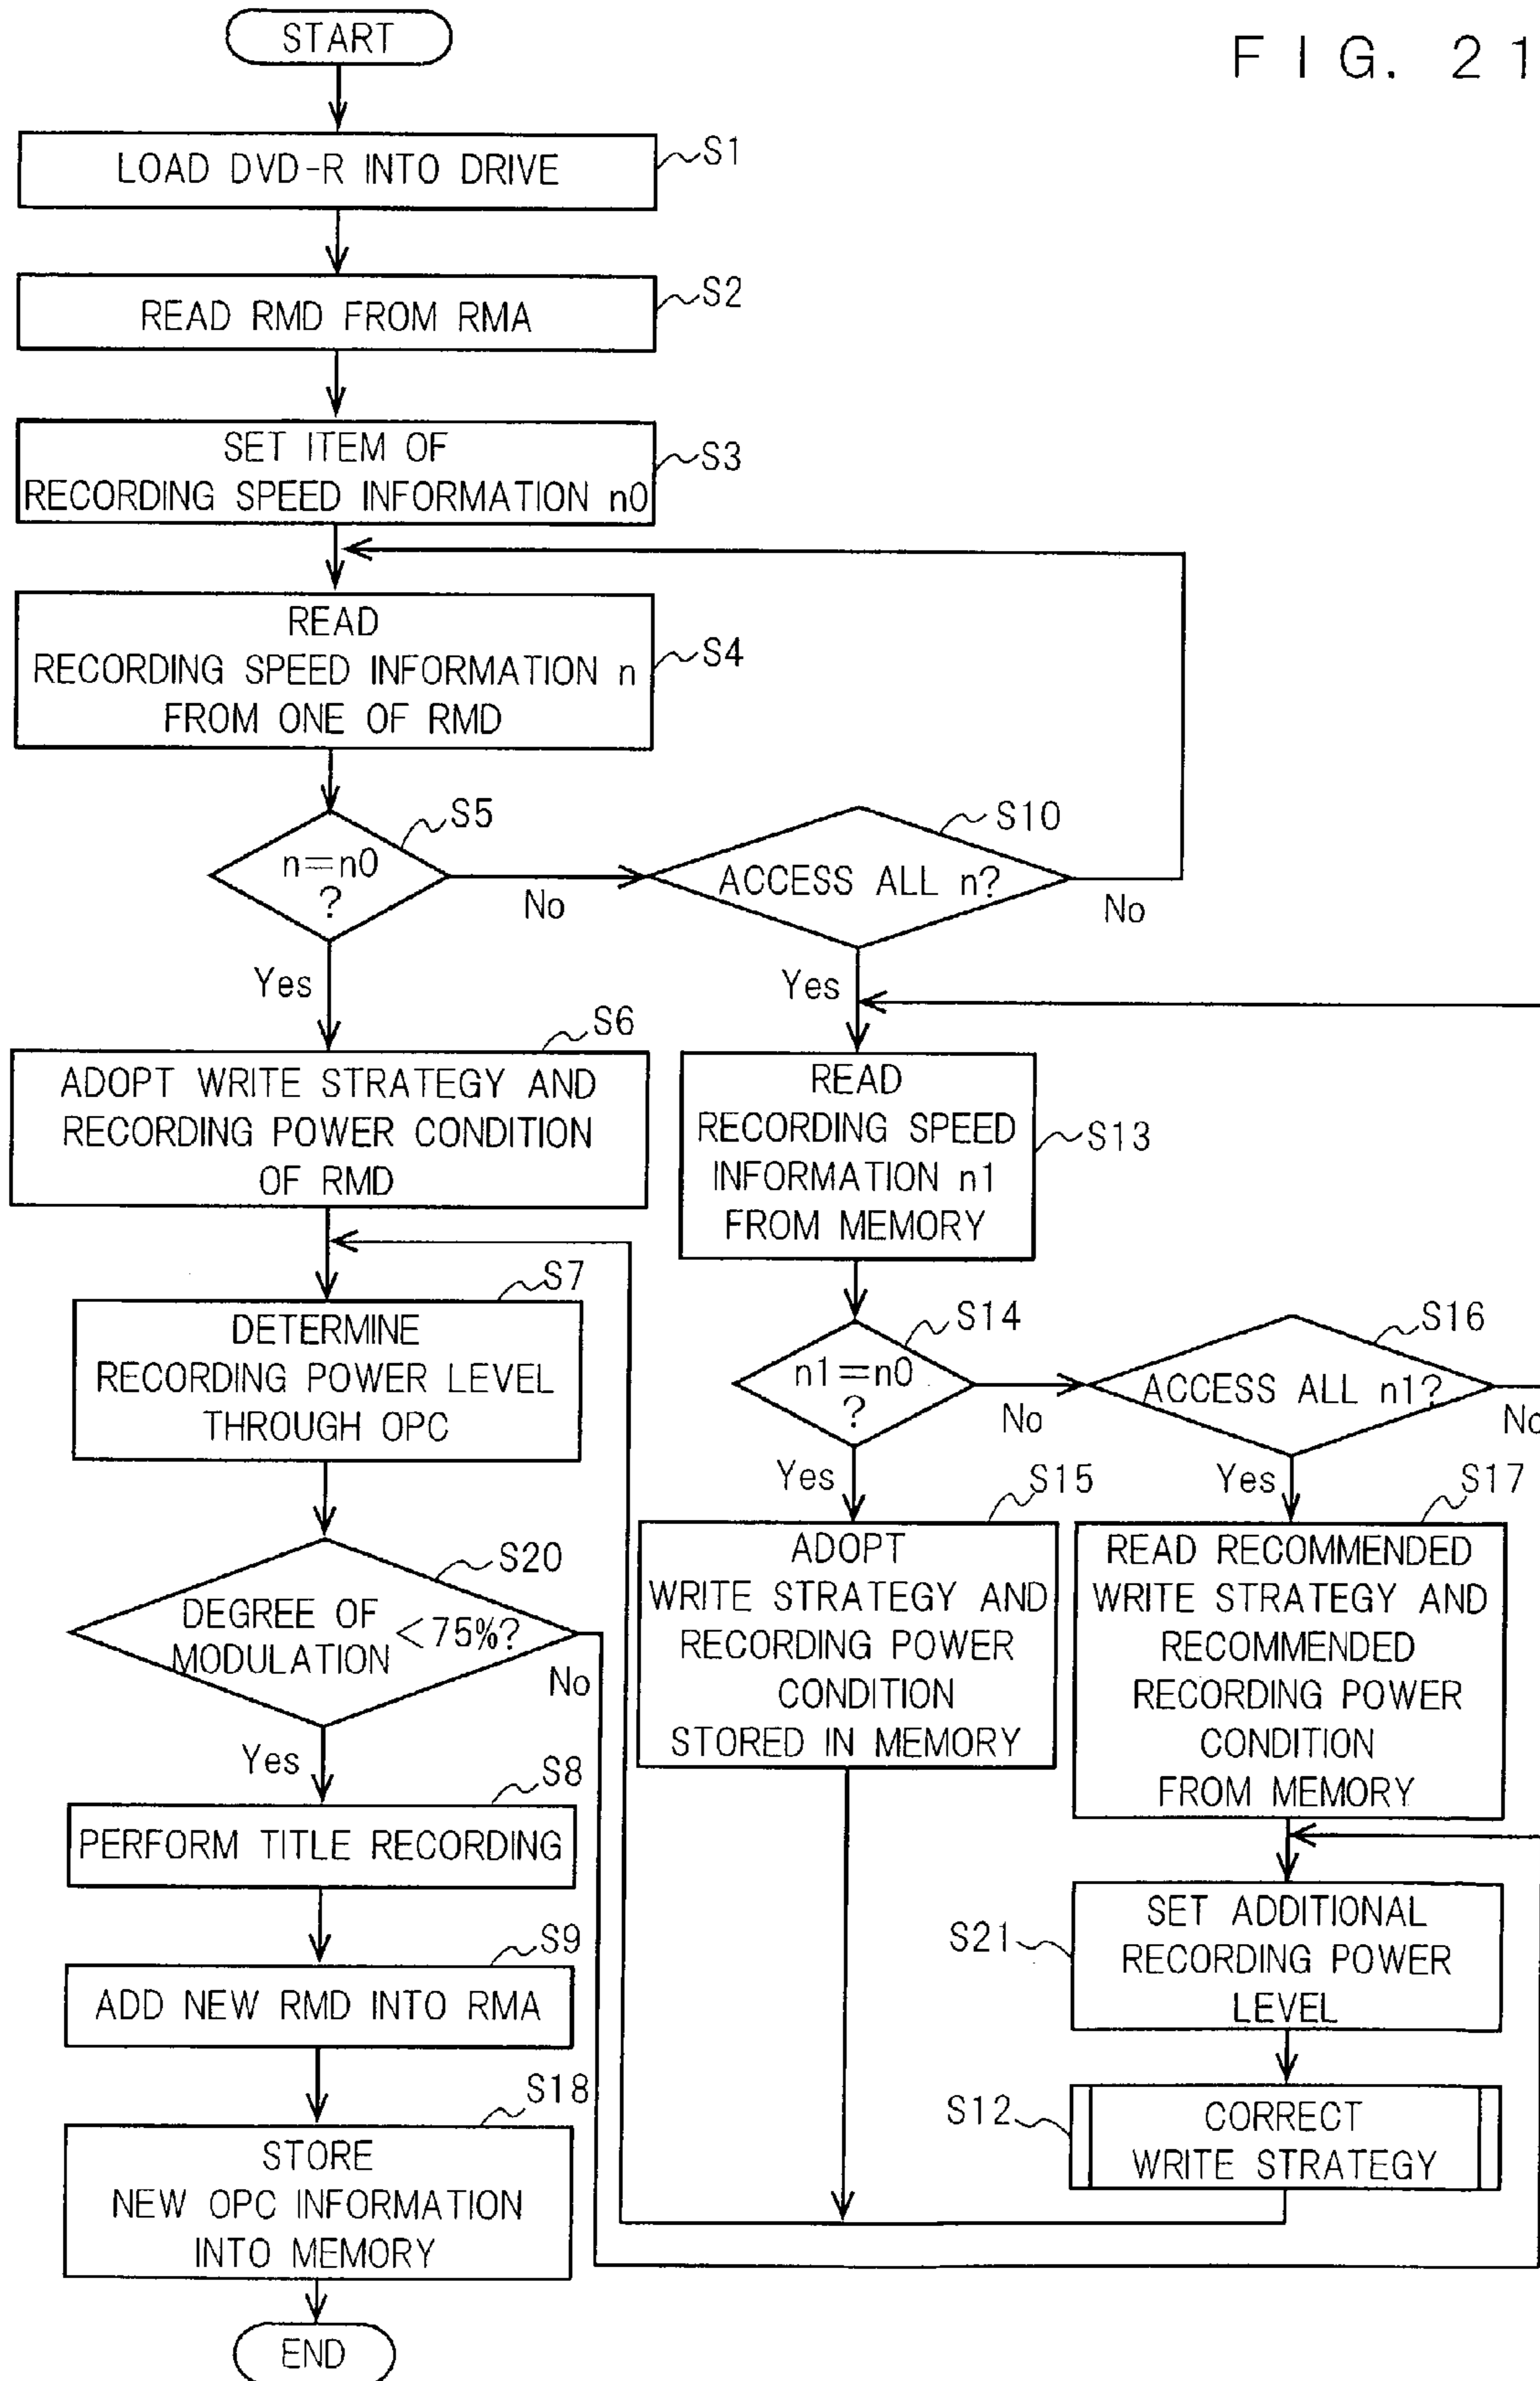 FIG. 21
START
LOAD DVD-R INTO DRIVE
S1
READ RMD FROM RMA
S2
SET ITEM OF
RECORDING SPEED INFORMATION n0
S3
READ
RECORDING SPEED INFORMATION n
FROM ONE OF RMD
S4
n=n0
?
S5
No
Yes
ACCESS ALL n?
S10
No
Yes
ADOPT WRITE STRATEGY AND
RECORDING POWER CONDITION
OF RMD
S6
READ
RECORDING SPEED
INFORMATION n1
FROM MEMORY
S13
DETERMINE
RECORDING POWER LEVEL
THROUGH OPC
S7
n1=n0
?
S14
No
Yes
ACCESS ALL n1?
S16
No
Yes
ADOPT
WRITE STRATEGY AND
RECORDING POWER
CONDITION
STORED IN MEMORY
S15
READ RECOMMENDED
WRITE STRATEGY AND
RECOMMENDED
RECORDING POWER
CONDITION
FROM MEMORY
S17
DEGREE OF
MODULATION <75%?
S20
No
Yes
PERFORM TITLE RECORDING
S8
SET ADDITIONAL
RECORDING POWER
LEVEL
S21
ADD NEW RMD INTO RMA
S9
CORRECT
WRITE STRATEGY
S12
STORE
NEW OPC INFORMATION
INTO MEMORY
S18
END